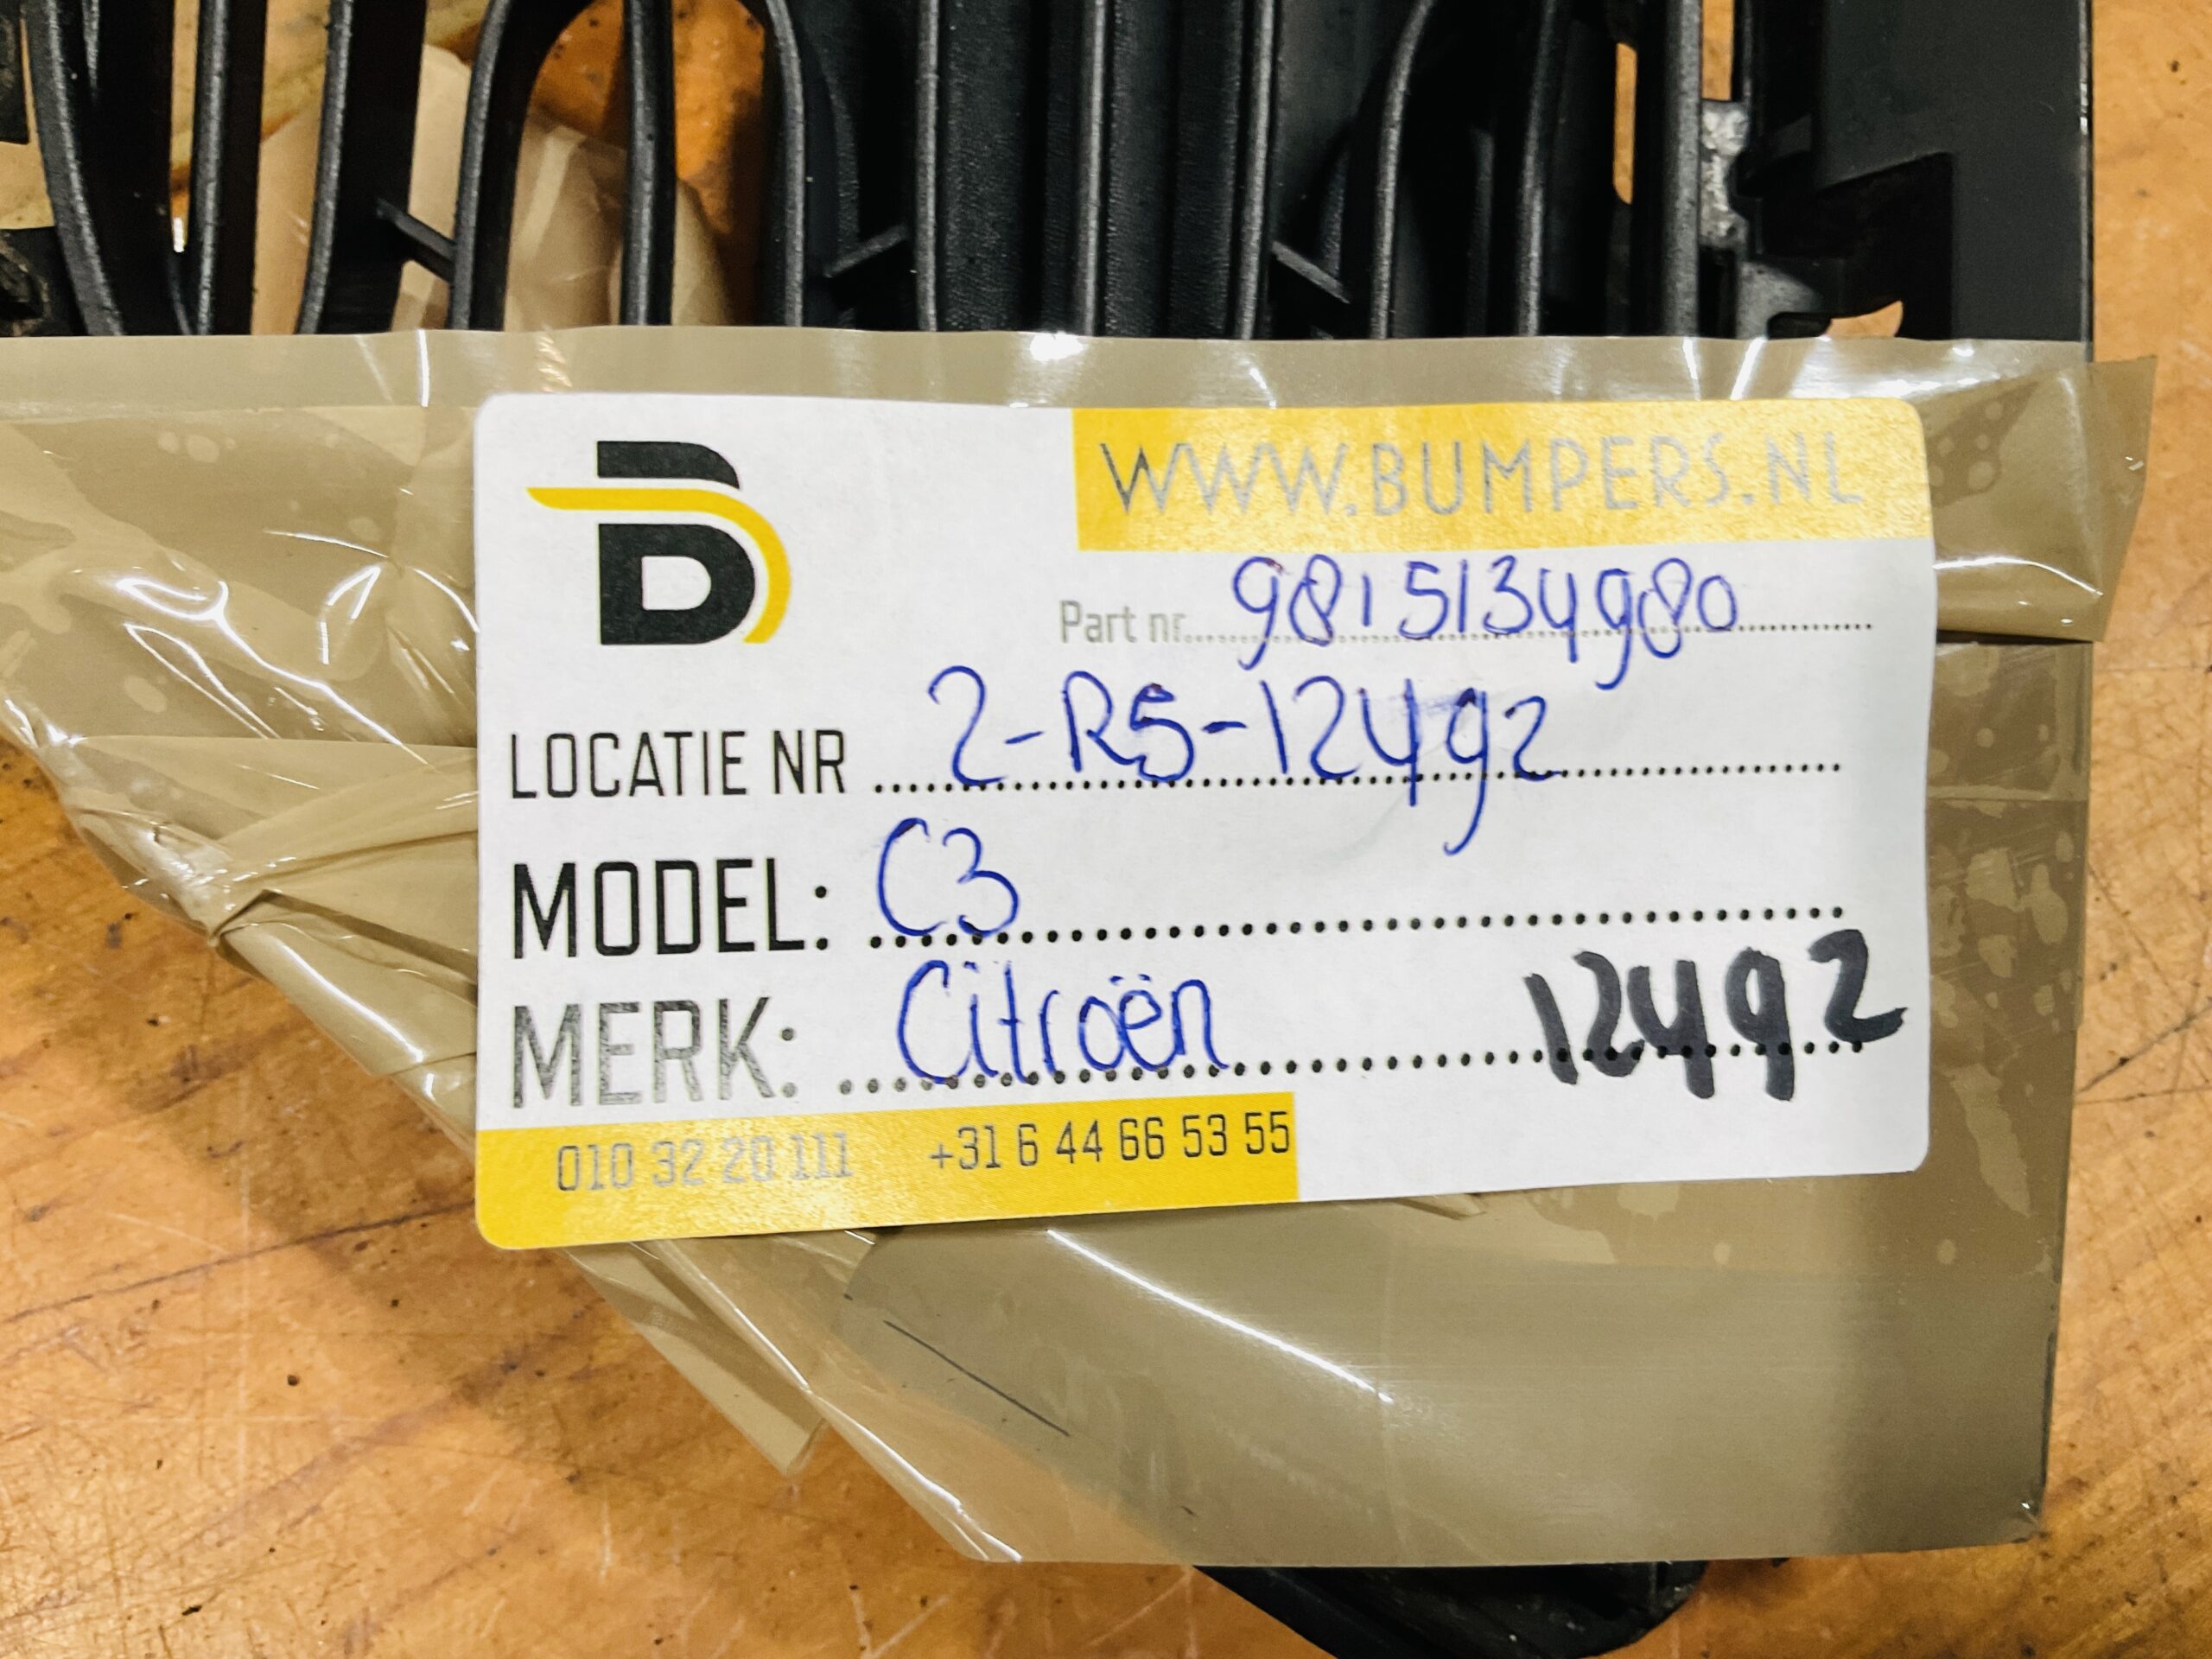 B
WWW.BUMPERS.NL
Part nr. 9815134980
LOCATIE NR 2-R5-12492
MODEL: C3
MERK: Citroën 12492
010 32 20 111 +31 6 44 66 53 55